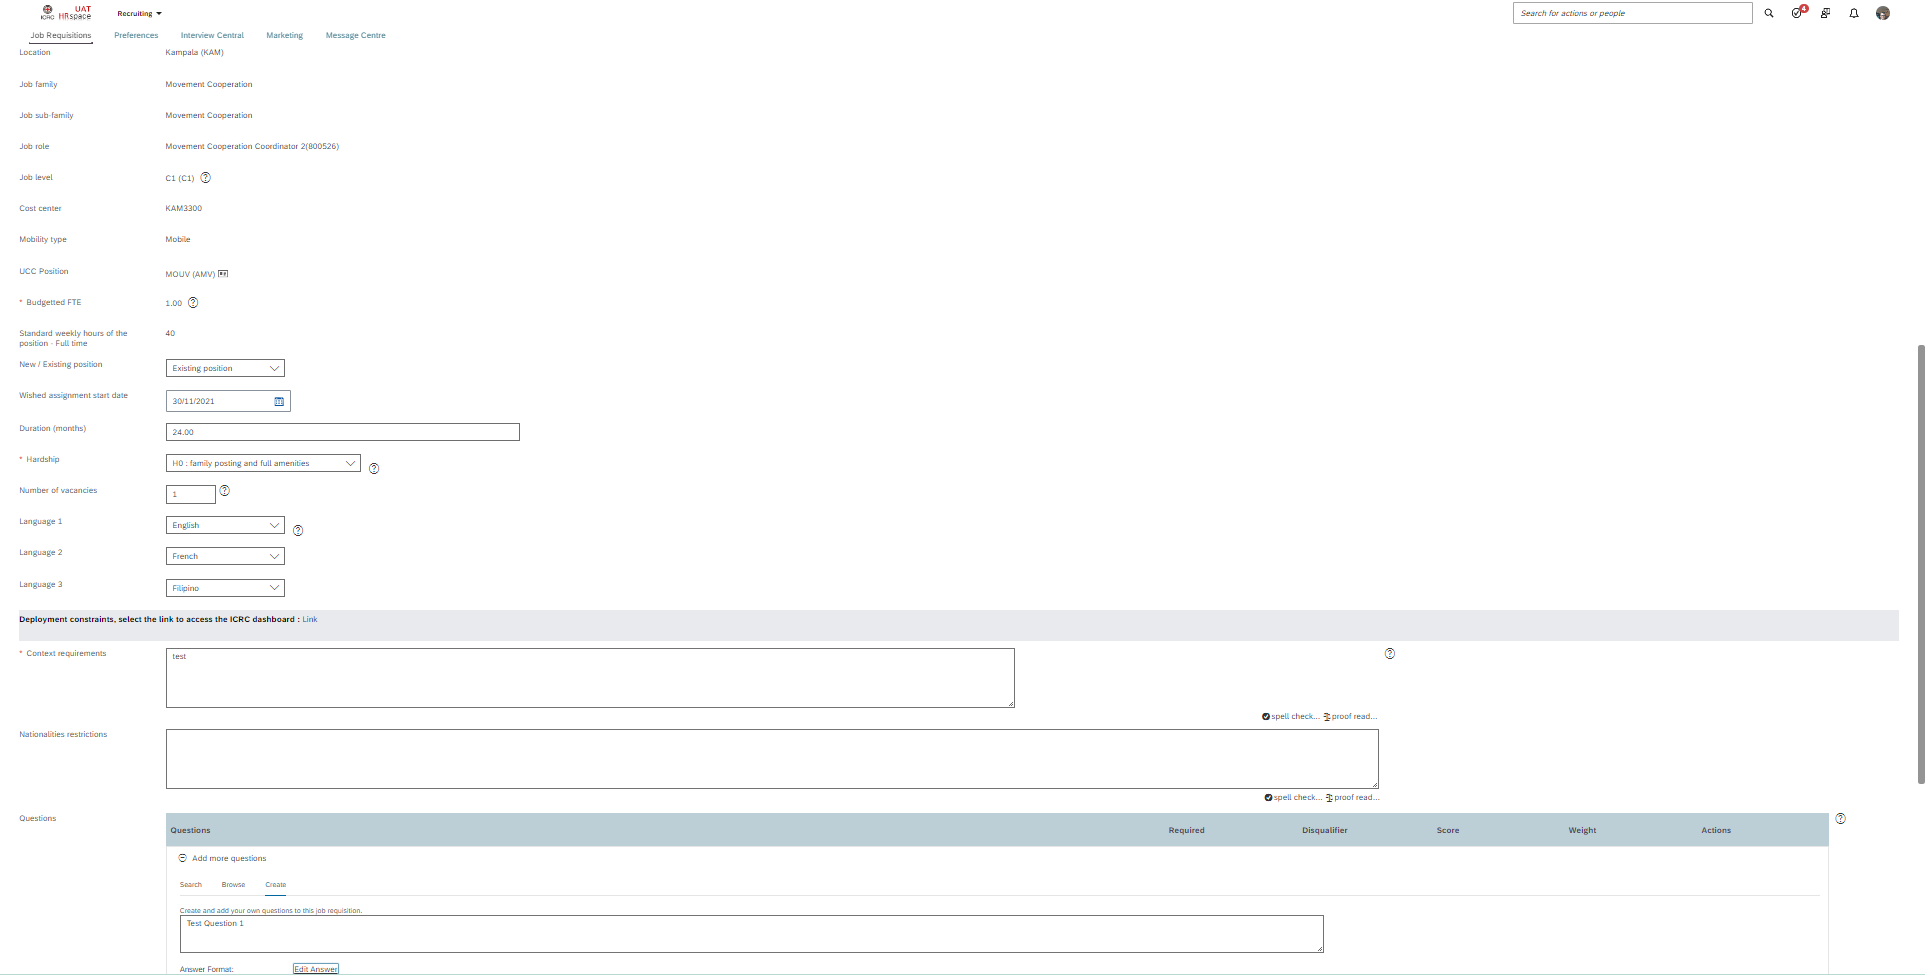 UAT
ICRC HRspace
Recruiting
Search for actions or people
4
Job Requisitions Preferences Interview Central Marketing Message Centre
Location Kampala (KAM)
Job family Movement Cooperation
Job sub-family Movement Cooperation
Job role Movement Cooperation Coordinator 2(800526)
Job level C1 (C1) ?
Cost center KAM3300
Mobility type Mobile
UCC Position MOUV (AMV)
* Budgetted FTE 1.00 ?
Standard weekly hours of the 40
position - Full time
New / Existing position Existing position
Wished assignment start date 30/11/2021
Duration (months) 24.00
* Hardship H0 : family posting and full amenities ?
Number of vacancies 1 ?
Language 1 English ?
Language 2 French
Language 3 Filipino
Deployment constraints, select the link to access the ICRC dashboard : Link
* Context requirements test ?
spell check... proof read...
Nationalities restrictions
spell check... proof read...
Questions Questions Required Disqualifier Score Weight Actions ?
Add more questions
Search Browse Create
Create and add your own questions to this job requisition.
Test Question 1
Answer Format: Edit Answer